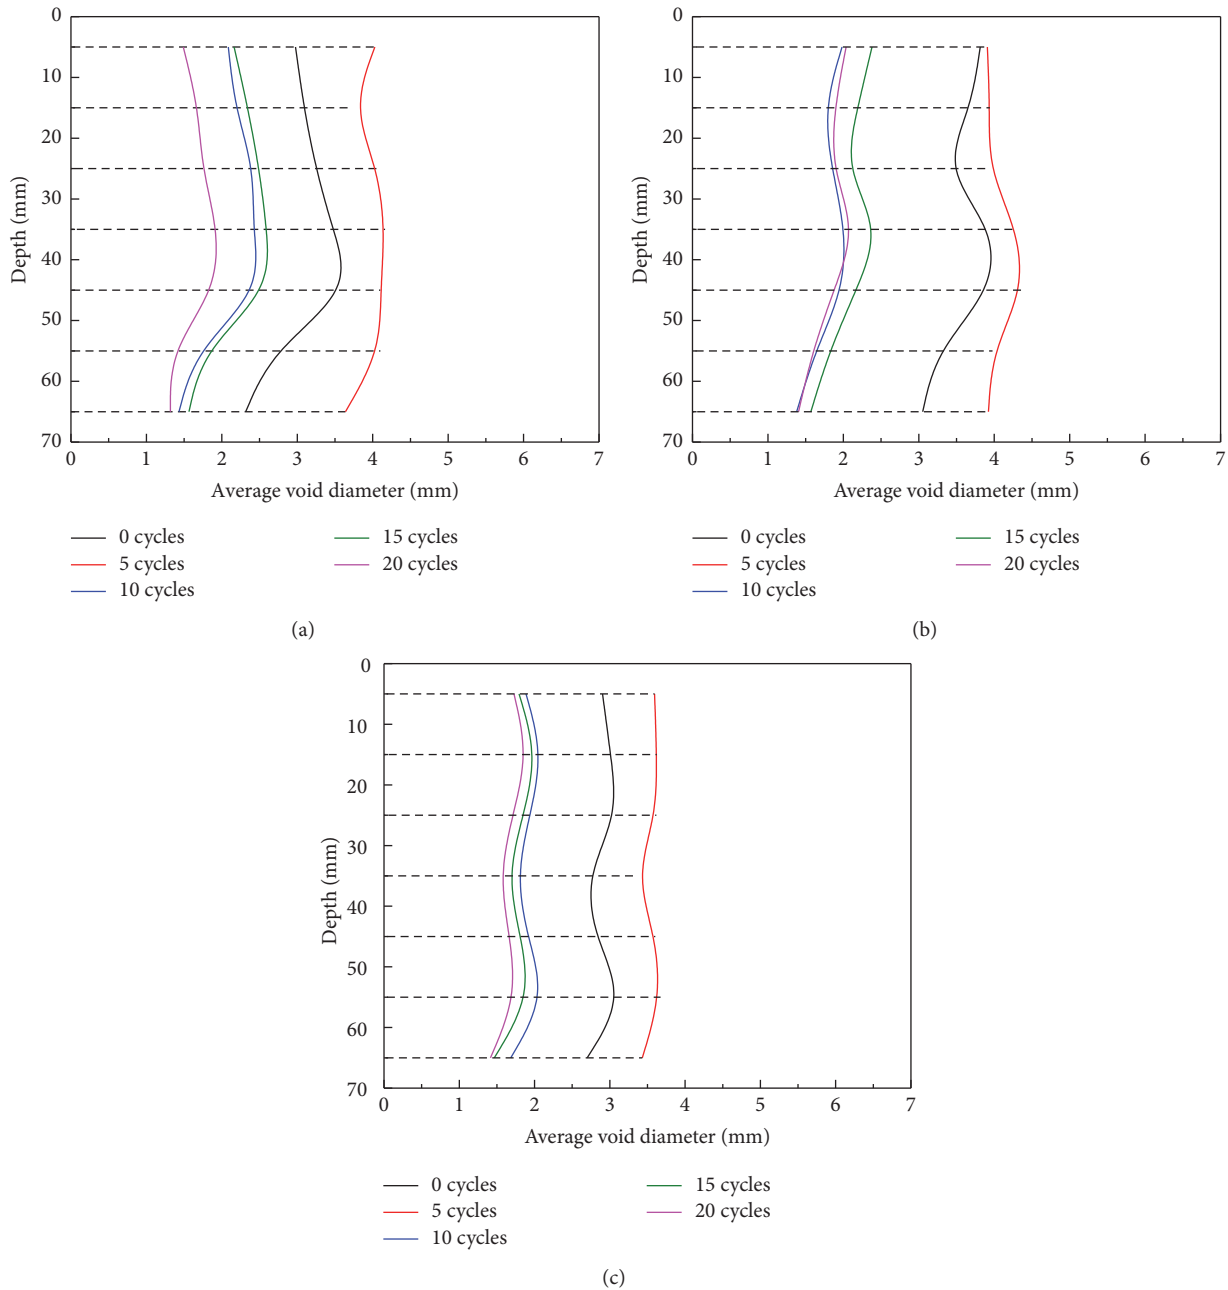 0
10
20
30
40
50
60
70
Depth (mm)
0 1 2 3 4 5 6 7
Average void diameter (mm)
0 cycles
5 cycles
10 cycles
15 cycles
20 cycles
(a)
0
10
20
30
40
50
60
70
Depth (mm)
0 1 2 3 4 5 6 7
Average void diameter (mm)
0 cycles
5 cycles
10 cycles
15 cycles
20 cycles
(b)
0
10
20
30
40
50
60
70
Depth (mm)
0 1 2 3 4 5 6 7
Average void diameter (mm)
0 cycles
5 cycles
10 cycles
15 cycles
20 cycles
(c)